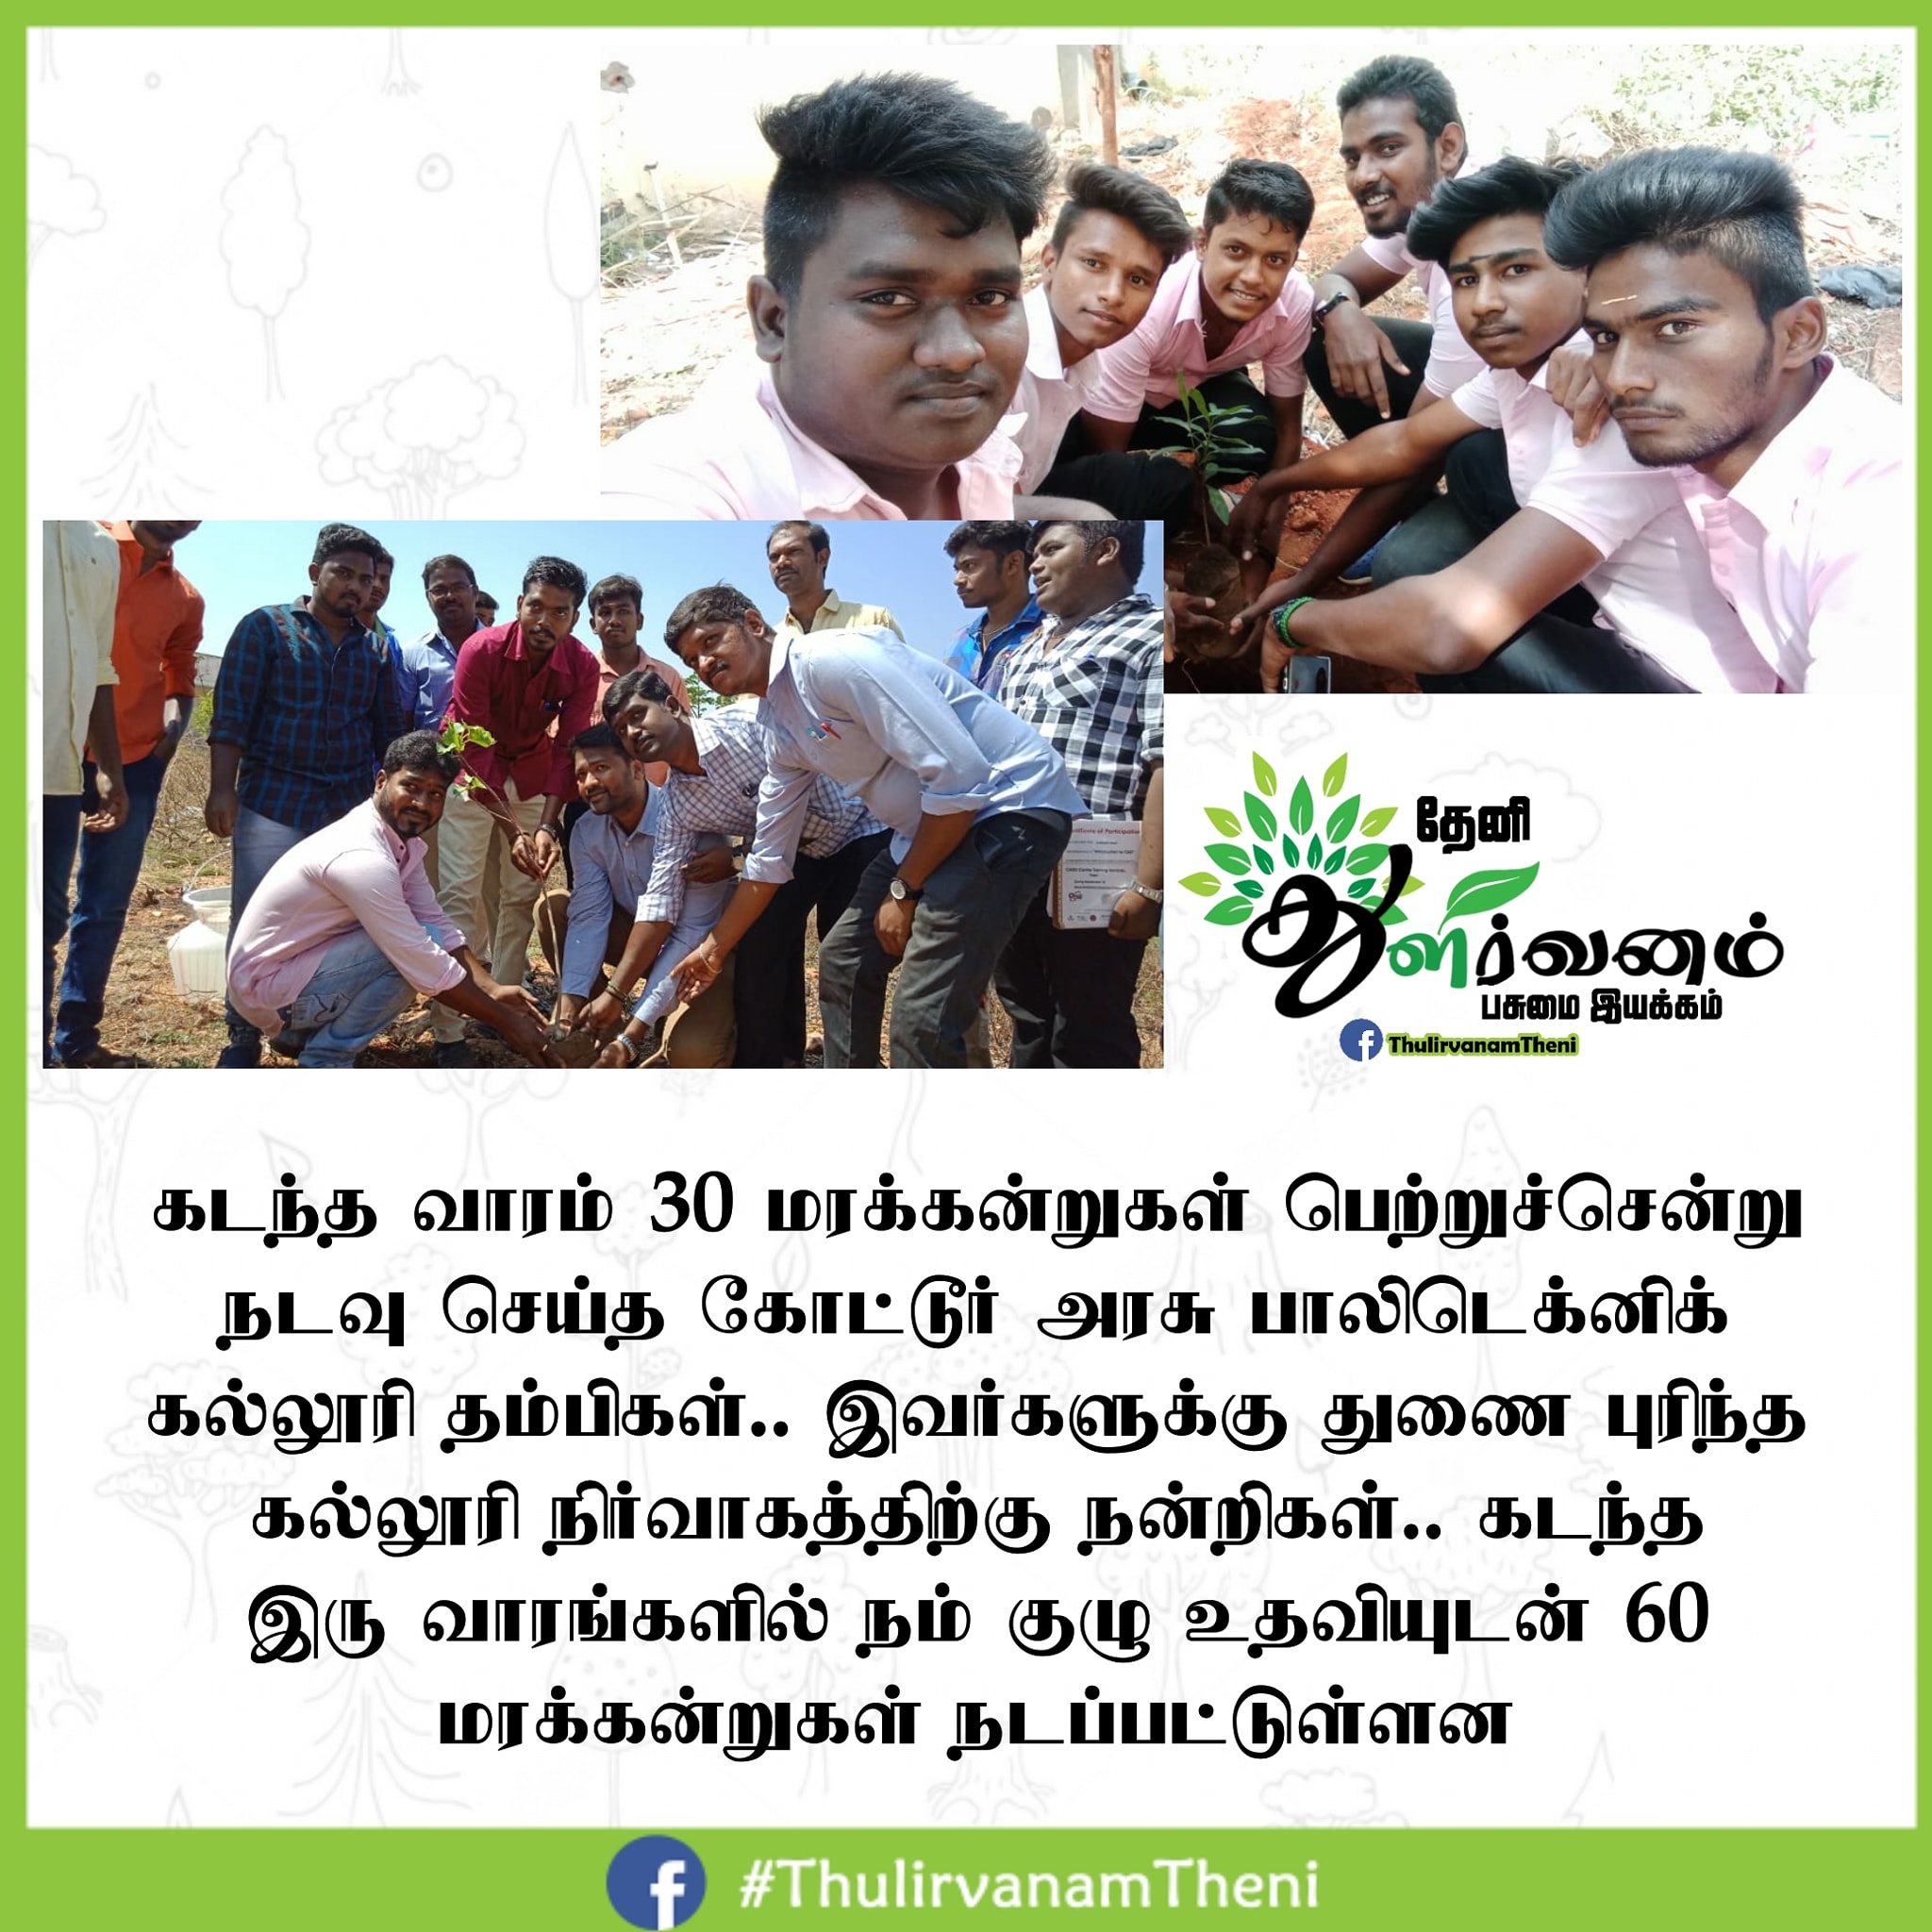 தேனி
துளிர்வனம்
பசுமை இயக்கம்
ThulirvanamTheni
கடந்த வாரம் 30 மரக்கன்றுகள் பெற்றுச்சென்று
நடவு செய்த கோட்டூர் அரசு பாலிடெக்னிக்
கல்லூரி தம்பிகள்.. இவர்களுக்கு துணை புரிந்த
கல்லூரி நிர்வாகத்திற்கு நன்றிகள்.. கடந்த
இரு வாரங்களில் நம் குழு உதவியுடன் 60
மரக்கன்றுகள் நடப்பட்டுள்ளன
#ThulirvanamTheni